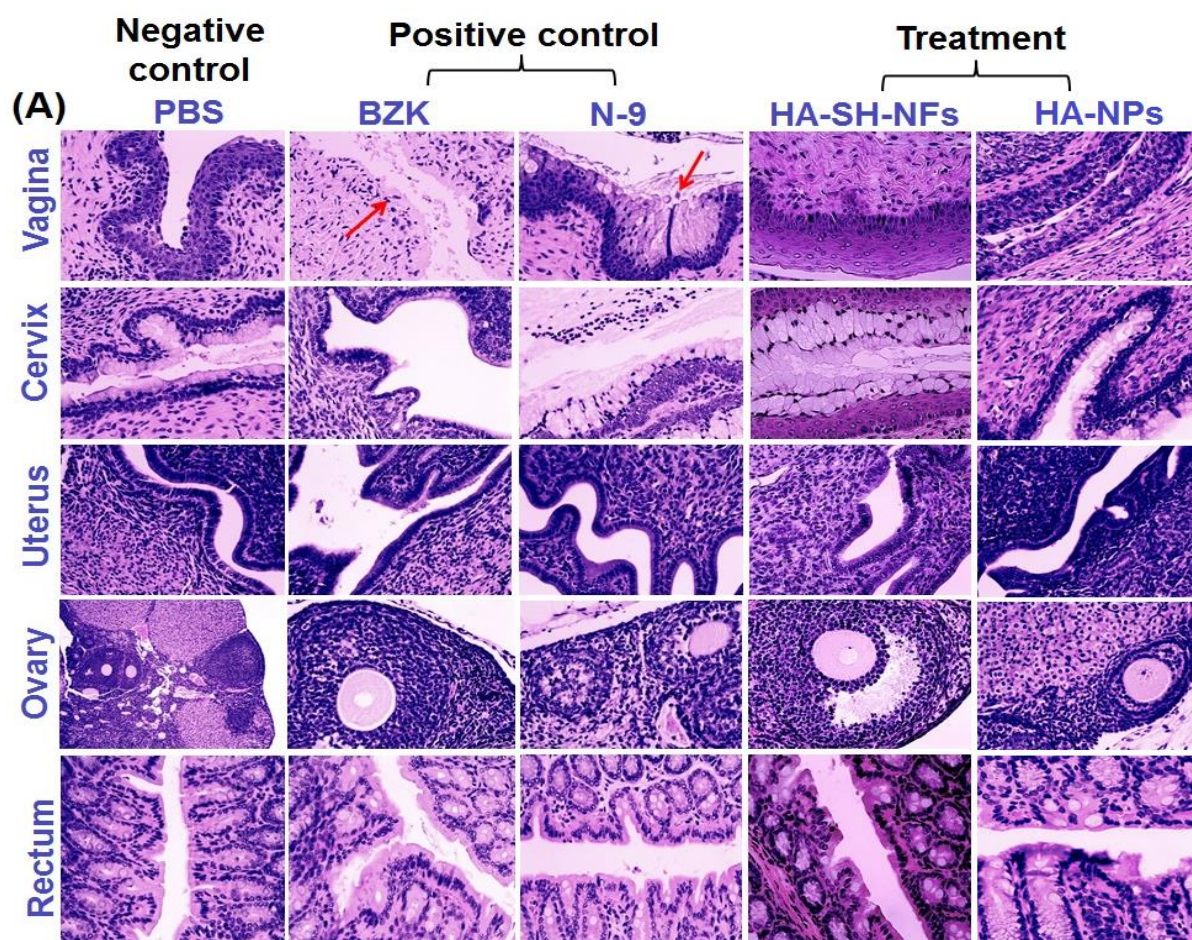 Negative
control
Positive control
Treatment
(A)
PBS
BZK
N-9
HA-SH-NFs
HA-NPs
Vagina
Cervix
Uterus
Ovary
Rectum